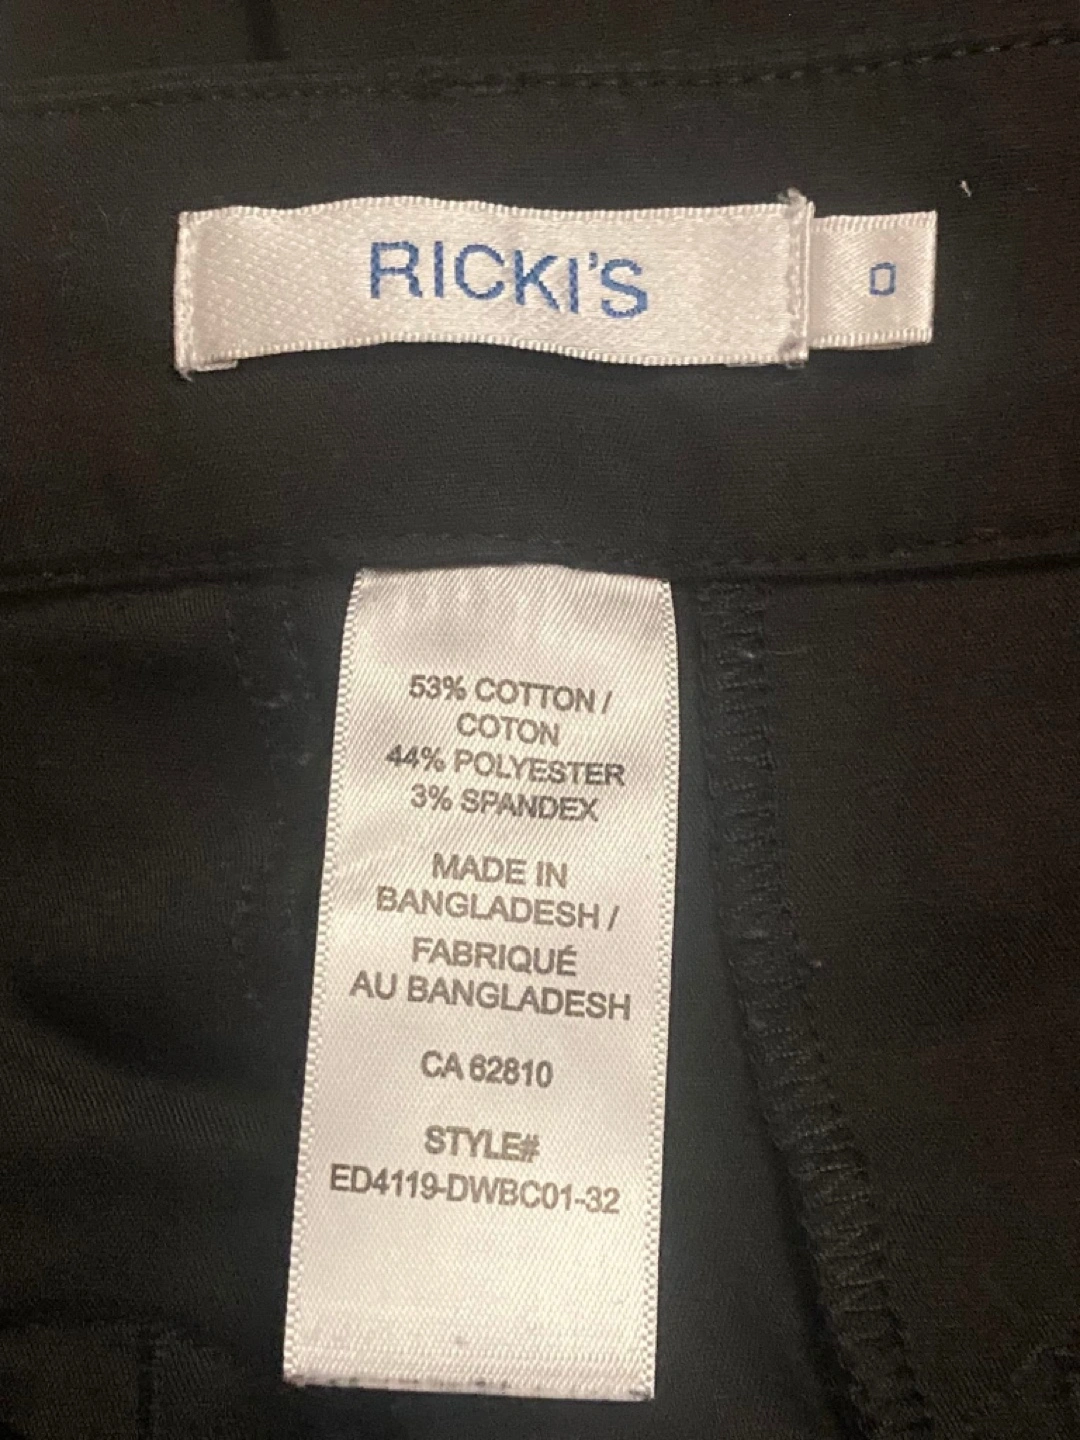 RICKI'S
0
53% COTTON /
COTON
44% POLYESTER
3% SPANDEX
MADE IN
BANGLADESH /
FABRIQUÉ
AU BANGLADESH
CA 62810
STYLE#
ED4119-DWBC01-32